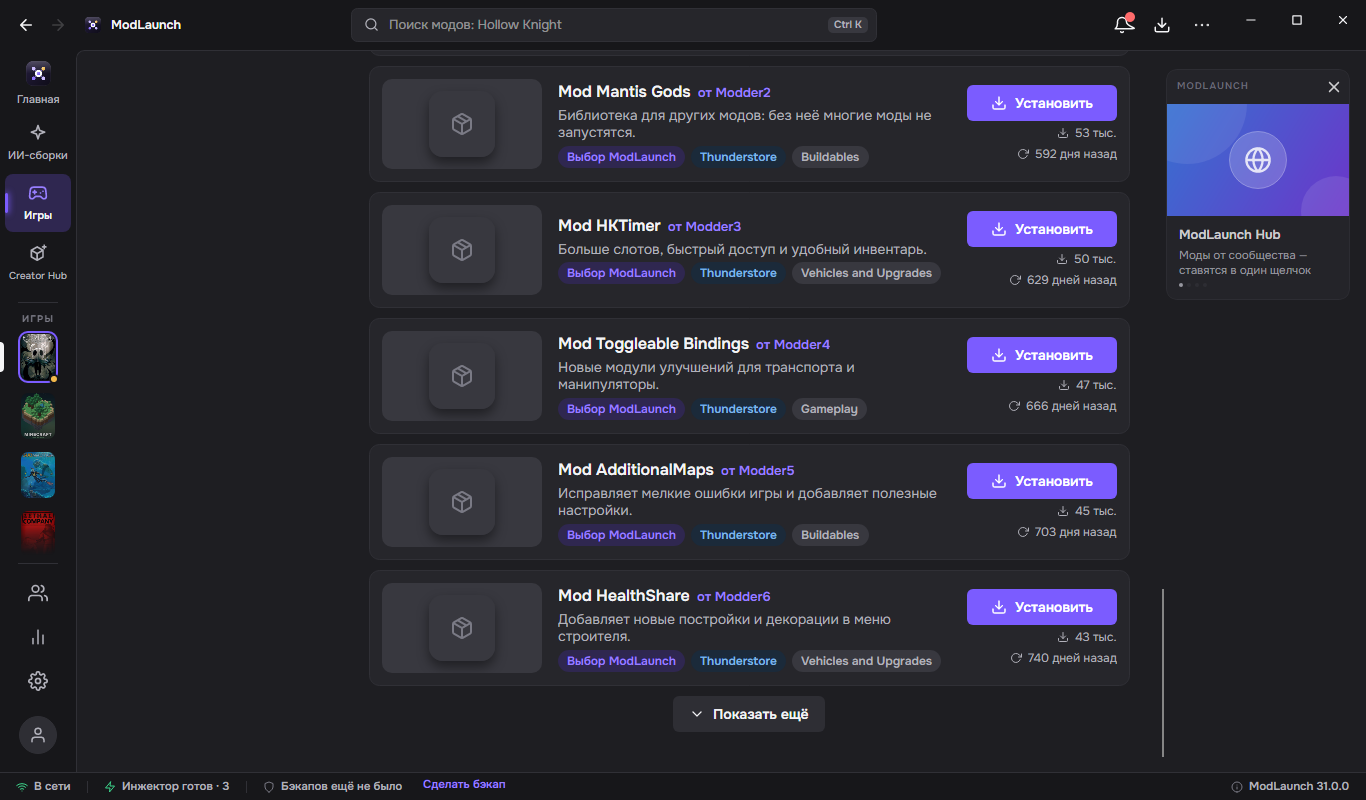 ModLaunch
Поиск модов: Hollow Knight
Ctrl K
Главная
ИИ-сборки
Игры
Creator Hub
ИГРЫ
MINECRAFT
LETHAL
COMPANY
Mod Mantis Gods от Modder2
Библиотека для других модов: без неё многие моды не
запустятся.
Выбор ModLaunch Thunderstore Buildables
Установить
53 тыс.
592 дня назад
Mod HKTimer от Modder3
Больше слотов, быстрый доступ и удобный инвентарь.
Выбор ModLaunch Thunderstore Vehicles and Upgrades
Установить
50 тыс.
629 дней назад
Mod Toggleable Bindings от Modder4
Новые модули улучшений для транспорта и
манипуляторы.
Выбор ModLaunch Thunderstore Gameplay
Установить
47 тыс.
666 дней назад
Mod AdditionalMaps от Modder5
Исправляет мелкие ошибки игры и добавляет полезные
настройки.
Выбор ModLaunch Thunderstore Buildables
Установить
45 тыс.
703 дня назад
Mod HealthShare от Modder6
Добавляет новые постройки и декорации в меню
строителя.
Выбор ModLaunch Thunderstore Vehicles and Upgrades
Установить
43 тыс.
740 дней назад
Показать ещё
MODLAUNCH
ModLaunch Hub
Моды от сообщества —
ставятся в один щелчок
В сети
Инжектор готов · 3
Бэкапов ещё не было
Сделать бэкап
ModLaunch 31.0.0